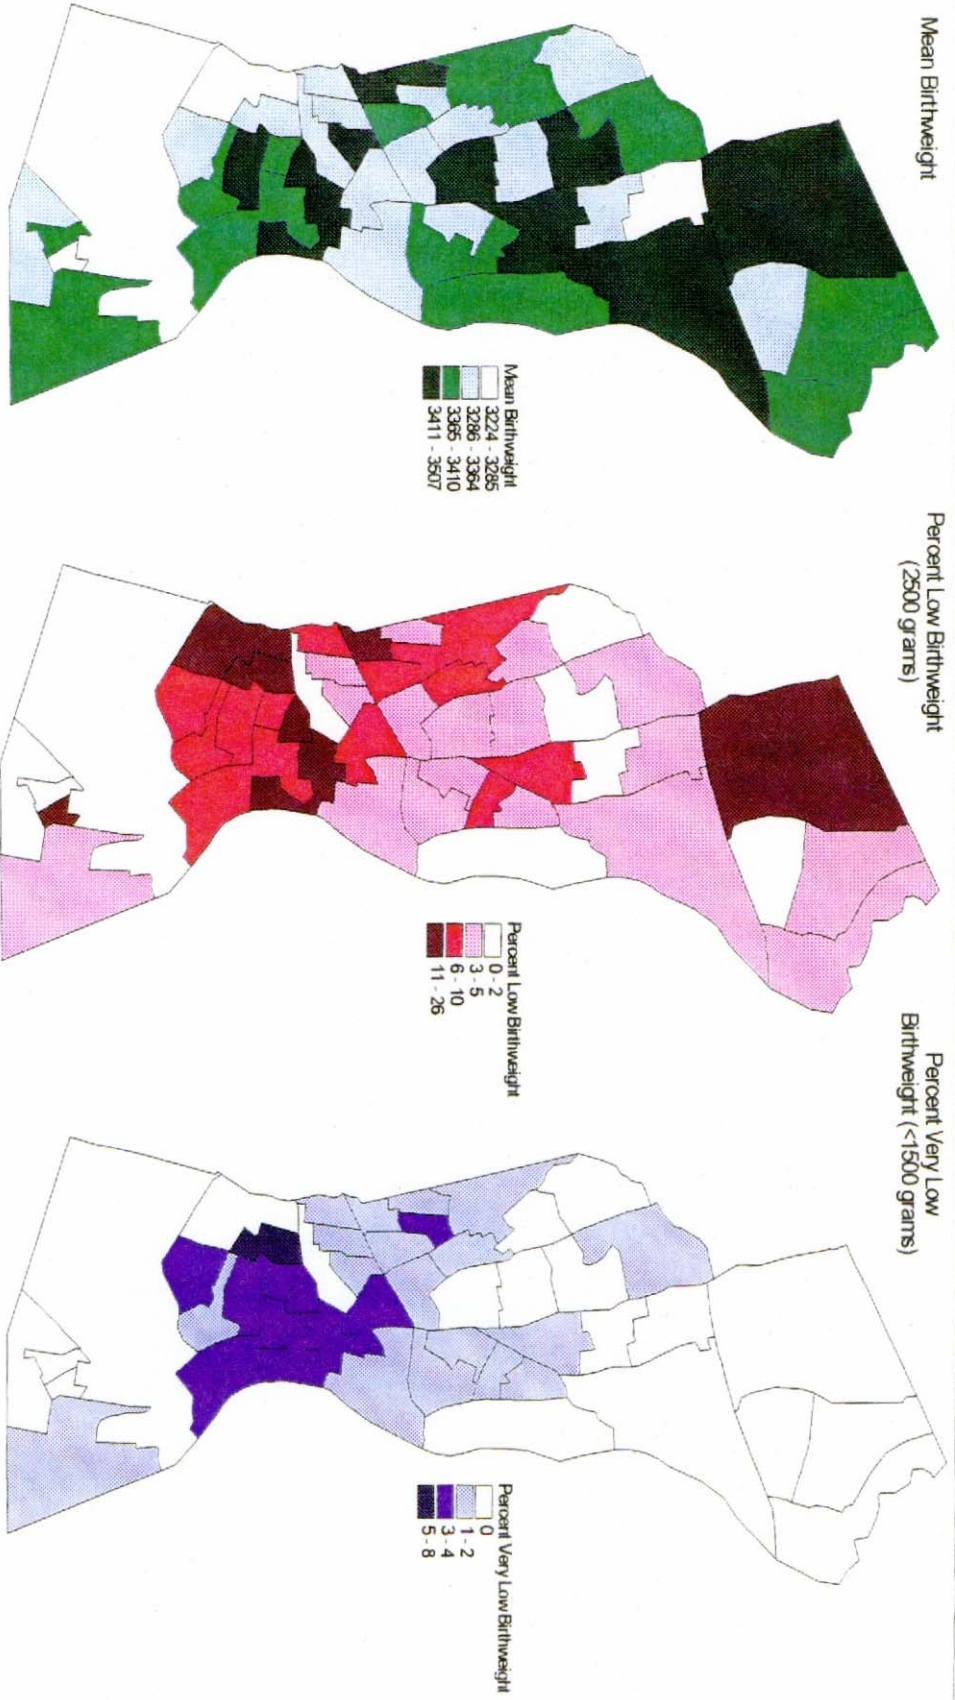 Mean Birthweight
Mean Birthweight
3224 - 3285
3286 - 3364
3365 - 3410
3411 - 3507
Percent Low Birthweight
(2500 grams)
Percent Low Birthweight
0 - 2
3 - 5
6 - 10
11 - 26
Percent Very Low
Birthweight (<1500 grams)
Percent Very Low Birthweight
0
1 - 2
3 - 4
5 - 8